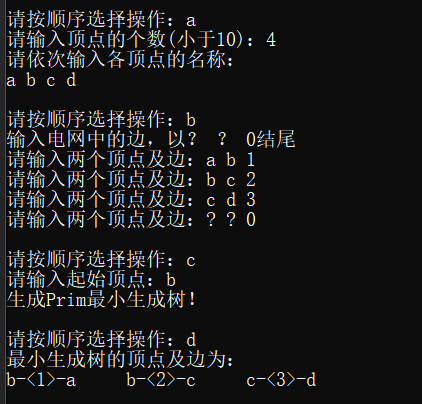 请按顺序选择操作：a
请输入顶点的个数(小于10)：4
请依次输入各顶点的名称：
a b c d
请按顺序选择操作：b
输入电网中的边，以？ ？ 0结尾
请输入两个顶点及边：a b 1
请输入两个顶点及边：b c 2
请输入两个顶点及边：c d 3
请输入两个顶点及边：? ? 0
请按顺序选择操作：c
请输入起始顶点：b
生成Prim最小生成树！
请按顺序选择操作：d
最小生成树的顶点及边为：
b-<1>-a b-<2>-c c-<3>-d